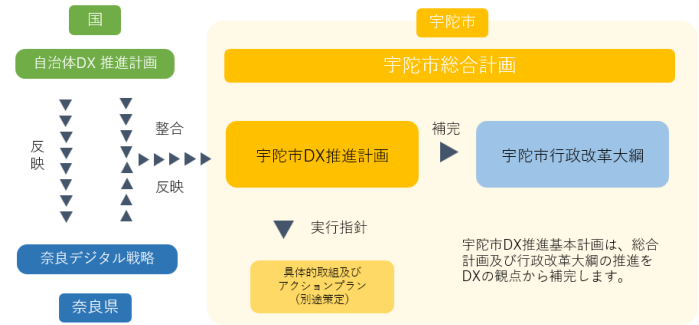 国
宇陀市
自治体DX 推進計画
宇陀市総合計画
反映
整合
反映
宇陀市DX推進計画
補完
宇陀市行政改革大綱
実行指針
奈良デジタル戦略
奈良県
具体的取組及び
アクションプラン
(別途策定)
宇陀市DX推進基本計画は、総合
計画及び行政改革大綱の推進を
DXの観点から補完します。